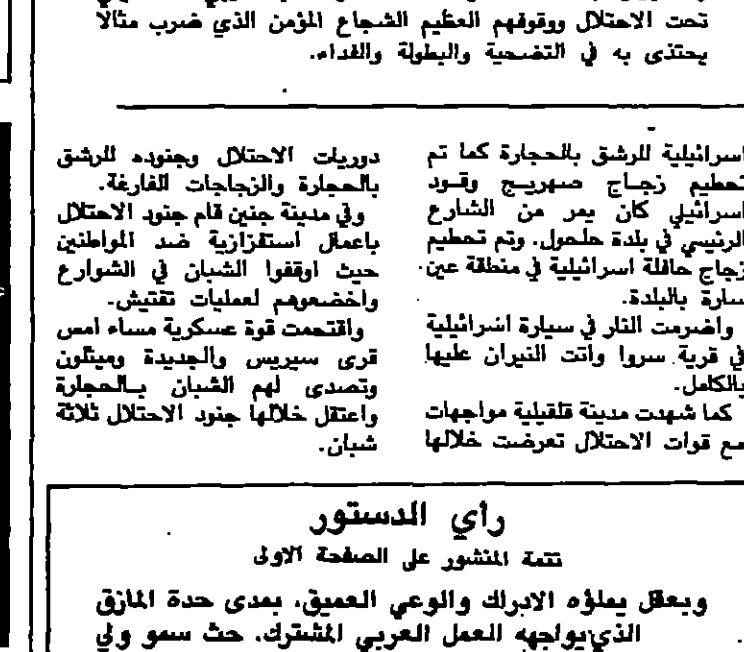 تحت الاحتلال ووقوفهم العظيم الشجاع المؤمن الذي ضرب مثالا
يحتذى به في التضحية والبطولة والفداء.
اسرائيلية للرشق بالحجارة كما تم
تحطيم زجاج صهريج وقود
اسرائيلي كان يمر من الشارع
الرئيسي في بلدة حلحول. وتم تحطيم
زجاج حافلة اسرائيلية في منطقة عين
سارة بالبلدة.
واضرمت النار في سيارة اسرائيلية
في قرية سروا واتت النيران عليها
بالكامل.
كما شهدت مدينة قلقيلية مواجهات
مع قوات الاحتلال تعرضت خلالها
دوريات الاحتلال وجنوده للرشق
بالحجارة والزجاجات الفارغة.
وفي مدينة جنين قام جنود الاحتلال
باعمال استفزازية ضد المواطنين
حيث اوقفوا الشبان في الشوارع
واخضعوهم لعمليات تفتيش.
واقتحمت قوة عسكرية مساء امس
قرى سيريس والجديدة وميثلون
وتصدى لهم الشبان بالحجارة
واعتقل خلالها جنود الاحتلال ثلاثة
شبان.
رأي الدستور
تتمة المنشور على الصفحة الاولى
وبعقل يملؤه الادراك والوعي العميق، بمدى حدة المازق
الذي يواجهه العمل العربي المشترك. حث سمو ولي